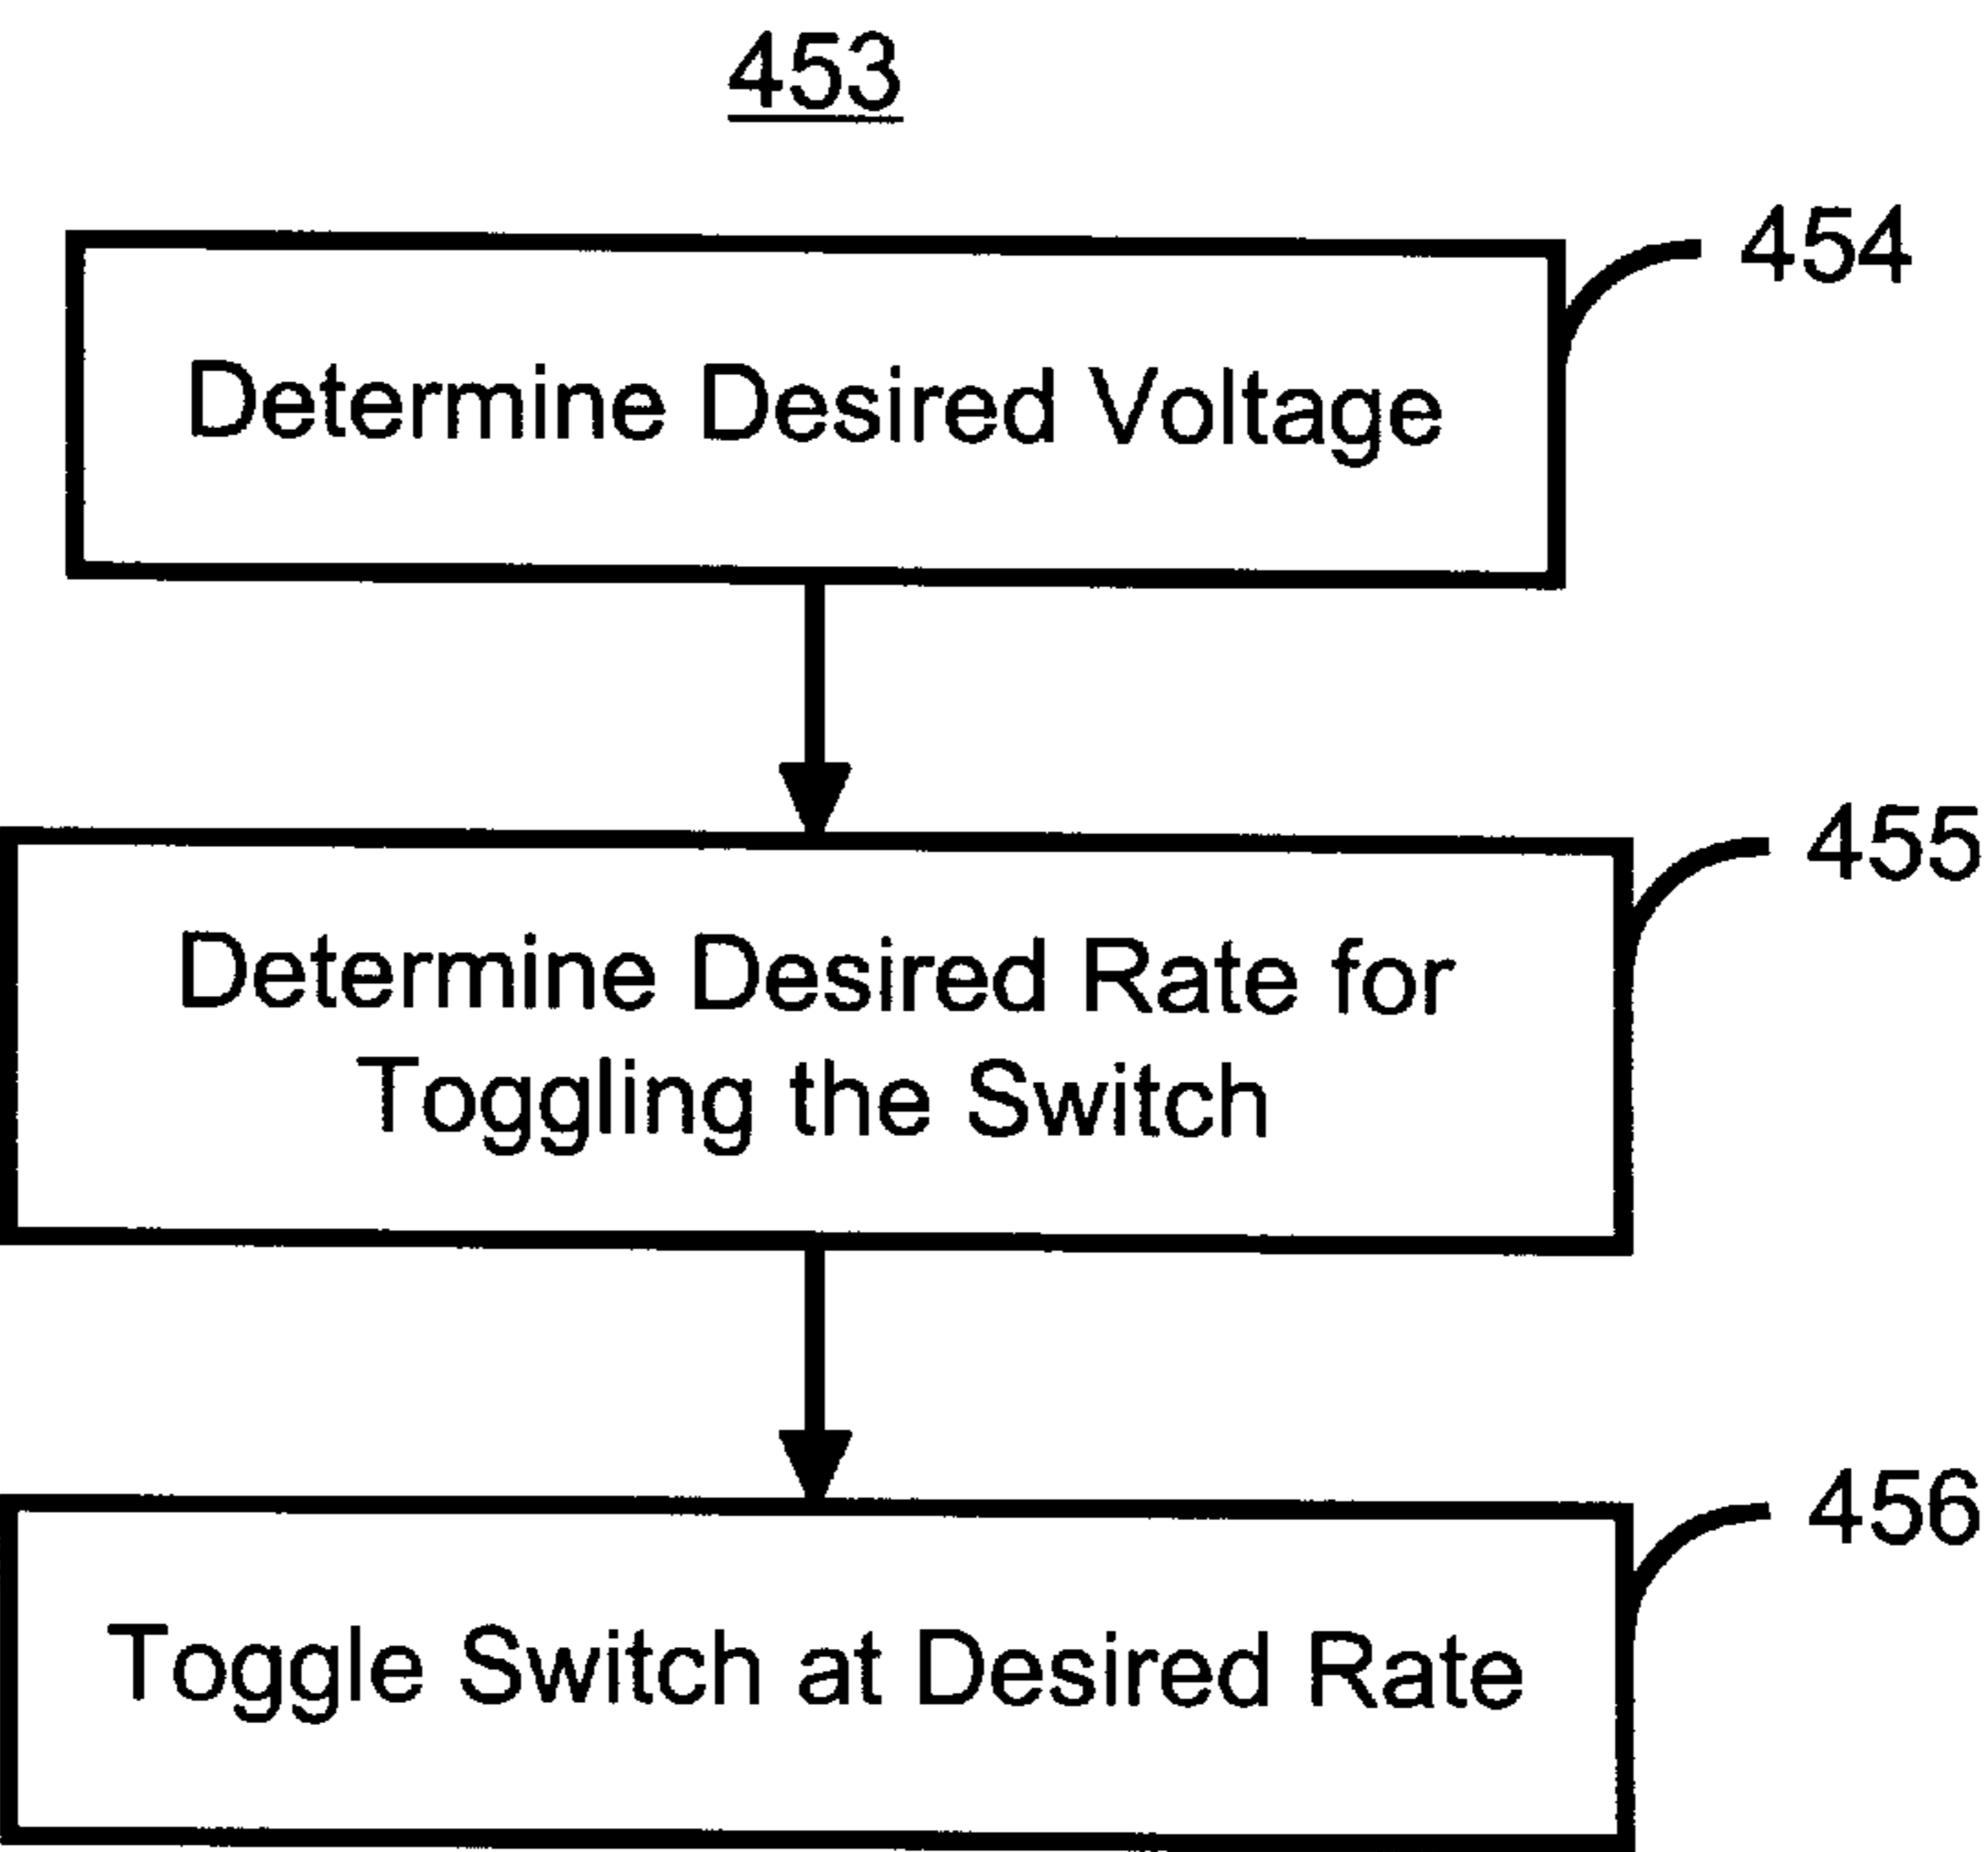 453
454
Determine Desired Voltage
455
Determine Desired Rate for
Toggling the Switch
456
Toggle Switch at Desired Rate